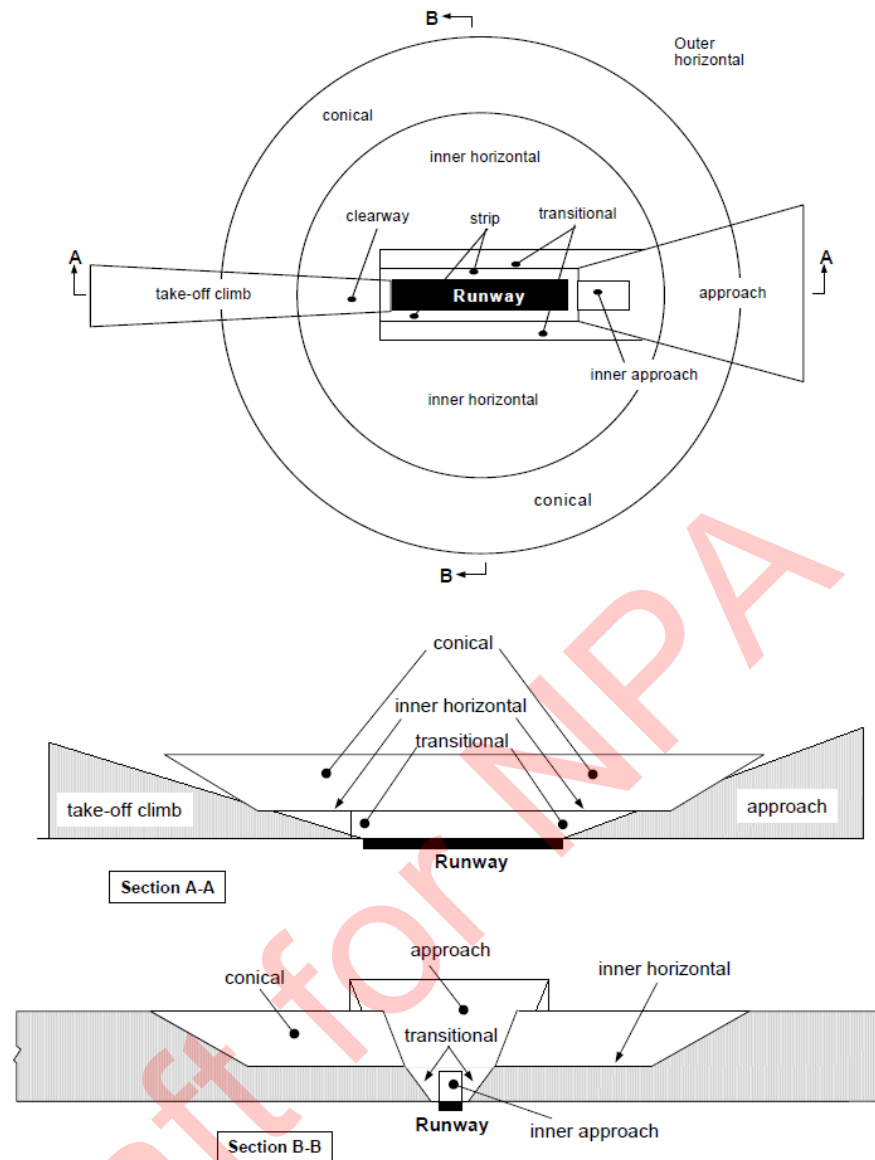 B
Outer
horizontal
conical
inner horizontal
clearway
strip
transitional
A
A
take-off climb
Runway
approach
inner approach
inner horizontal
conical
B
conical
inner horizontal
transitional
take-off climb
approach
Runway
Section A-A
approach
conical
inner horizontal
transitional
Runway
inner approach
Section B-B
aft for NPA